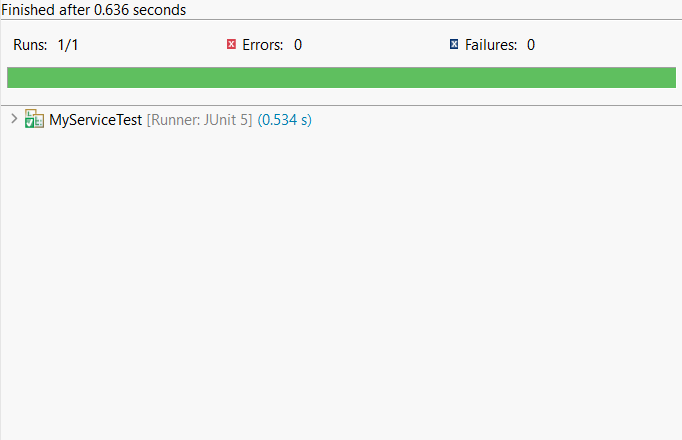 Finished after 0.636 seconds
Runs: 1/1 Errors: 0 Failures: 0
MyServiceTest [Runner: JUnit 5] (0.534 s)